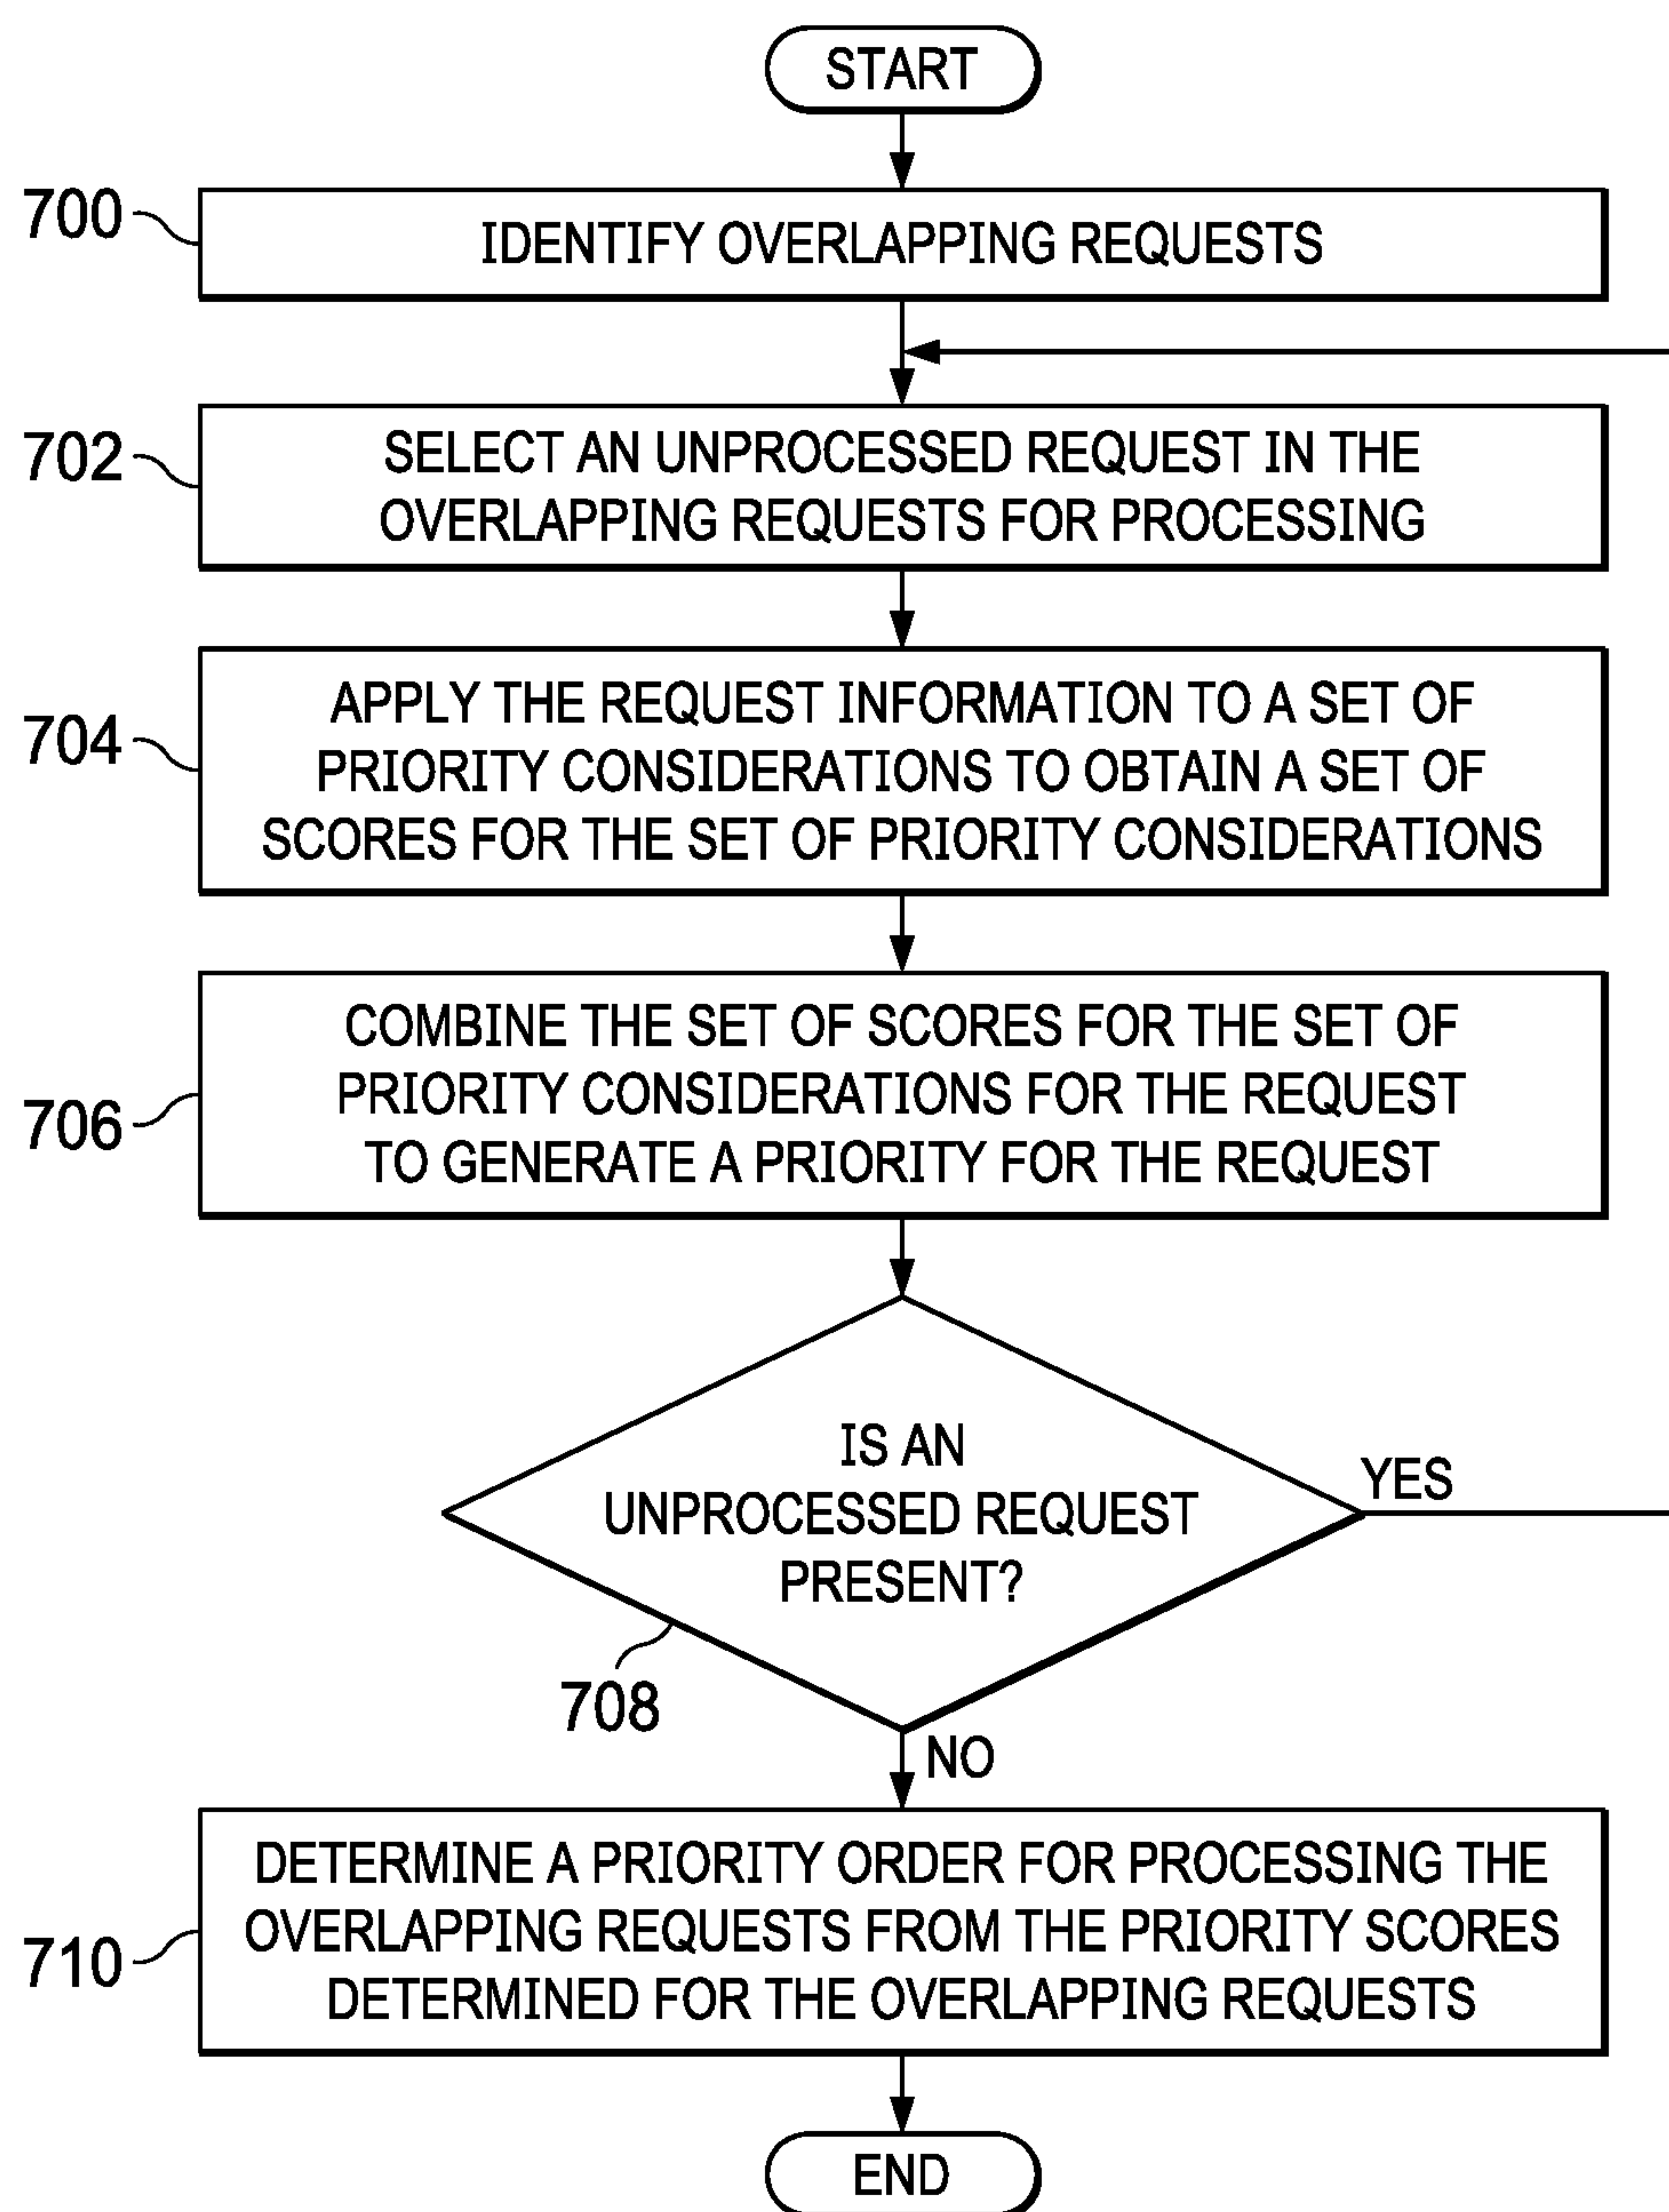 START
700
IDENTIFY OVERLAPPING REQUESTS
702
SELECT AN UNPROCESSED REQUEST IN THE
OVERLAPPING REQUESTS FOR PROCESSING
704
APPLY THE REQUEST INFORMATION TO A SET OF
PRIORITY CONSIDERATIONS TO OBTAIN A SET OF
SCORES FOR THE SET OF PRIORITY CONSIDERATIONS
706
COMBINE THE SET OF SCORES FOR THE SET OF
PRIORITY CONSIDERATIONS FOR THE REQUEST
TO GENERATE A PRIORITY FOR THE REQUEST
IS AN
UNPROCESSED REQUEST
PRESENT?
YES
708
NO
710
DETERMINE A PRIORITY ORDER FOR PROCESSING THE
OVERLAPPING REQUESTS FROM THE PRIORITY SCORES
DETERMINED FOR THE OVERLAPPING REQUESTS
END